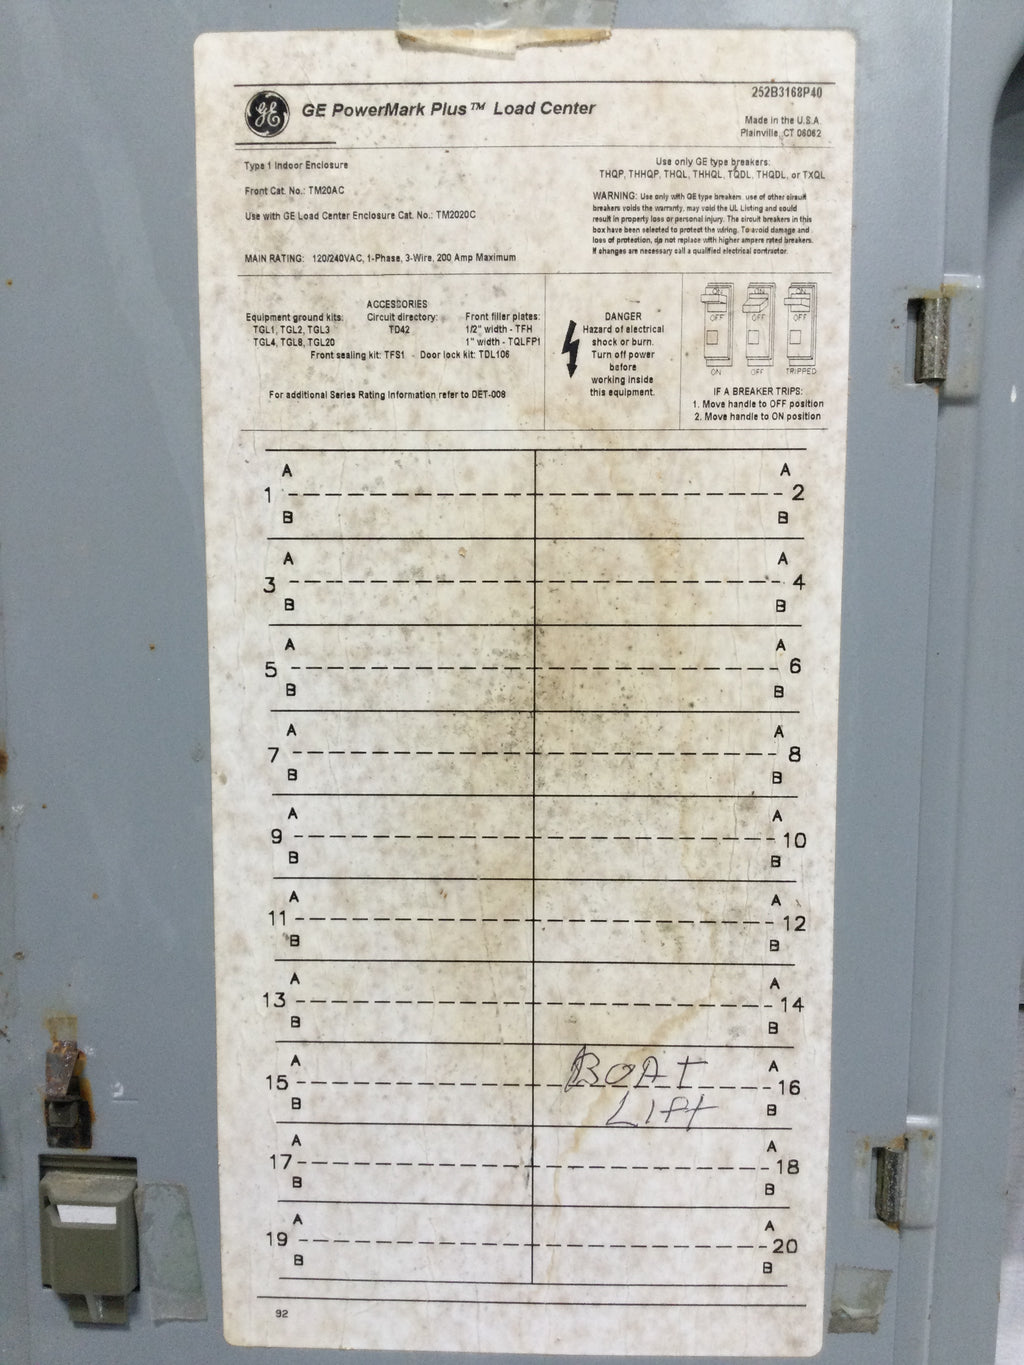 252B3168P40
GE GE PowerMark Plus™ Load Center
Made in the U.S.A
Plainville, CT 06062
Type 1 Indoor Enclosure
Front Cat. No.: TM20AC
Use with GE Load Center Enclosure Cat. No.: TM2020C
MAIN RATING: 120/240VAC, 1-Phase, 3-Wire, 200 Amp Maximum
Use only GE type breakers:
THQP, THHQP, THQL, THHQL, TQDL, THQDL, or TXQL
WARNING: Use only with GE type breakers, use of other circuit
breakers voids the warranty, may void the UL Listing and could
result in property loss or personal injury. The circuit breakers in this
box have been selected to protect the wiring. To avoid damage and
loss of protection, do not replace with higher ampere rated breakers.
If changes are necessary call a qualified electrical contractor.
ACCESSORIES
Equipment ground kits: Circuit directory: Front filler plates:
TGL1, TGL2, TGL3 TD42 1/2" width - TFH
TGL4, TGL8, TGL20 1" width - TQLFP1
Front sealing kit: TFS1 - Door lock kit: TDL106
For additional Series Rating Information refer to DET-008
DANGER
Hazard of electrical
shock or burn.
Turn off power
before
working inside
this equipment.
ON ON ON
OFF OFF OFF
ON OFF TRIPPED
IF A BREAKER TRIPS:
1. Move handle to OFF position
2. Move handle to ON position
A A
1 2
B B
A A
3 4
B B
A A
5 6
B B
A A
7 8
B B
A A
9 10
B B
A A
11 12
B B
A A
13 14
B B
A BOAT A
15 16
B LIFT B
A A
17 18
B B
A A
19 20
B B
92